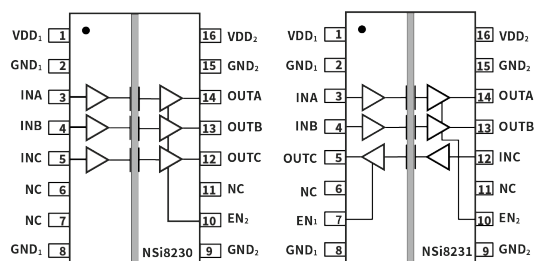 VDD1 1 16 VDD2
GND1 2 15 GND2
INA 3 14 OUTA
INB 4 13 OUTB
INC 5 12 OUTC
NC 6 11 NC
NC 7 10 EN2
GND1 8 9 GND2
NSi8230
VDD1 1 16 VDD2
GND1 2 15 GND2
INA 3 14 OUTA
INB 4 13 OUTB
OUTC 5 12 INC
NC 6 11 NC
EN1 7 10 EN2
GND1 8 9 GND2
NSi8231